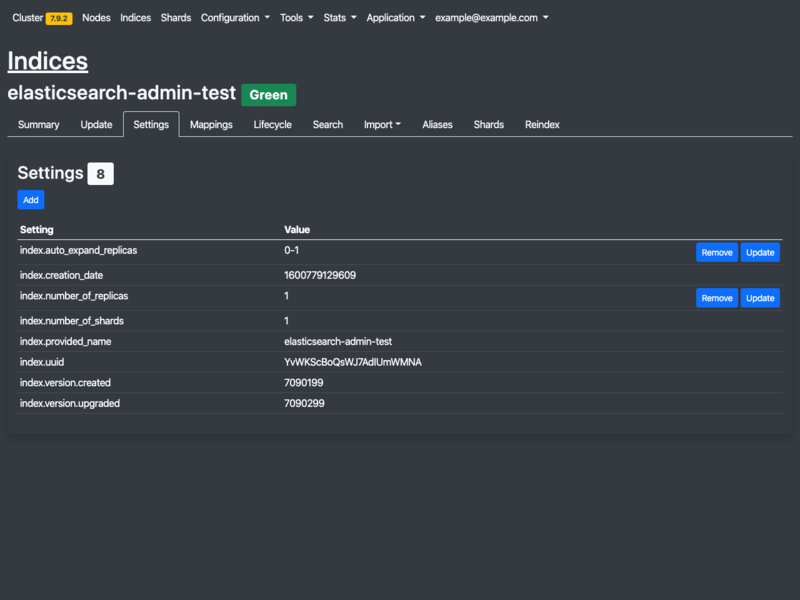 Cluster 7.9.2 Nodes Indices Shards Configuration Tools Stats Application example@example.com
Indices
elasticsearch-admin-test Green
Summary Update Settings Mappings Lifecycle Search Import Aliases Shards Reindex
Settings 8
Add
Setting Value
index.auto_expand_replicas 0-1 Remove Update
index.creation_date 1600779129609
index.number_of_replicas 1 Remove Update
index.number_of_shards 1
index.provided_name elasticsearch-admin-test
index.uuid YvWKScBoQsWJ7AdlUmWMNA
index.version.created 7090199
index.version.upgraded 7090299